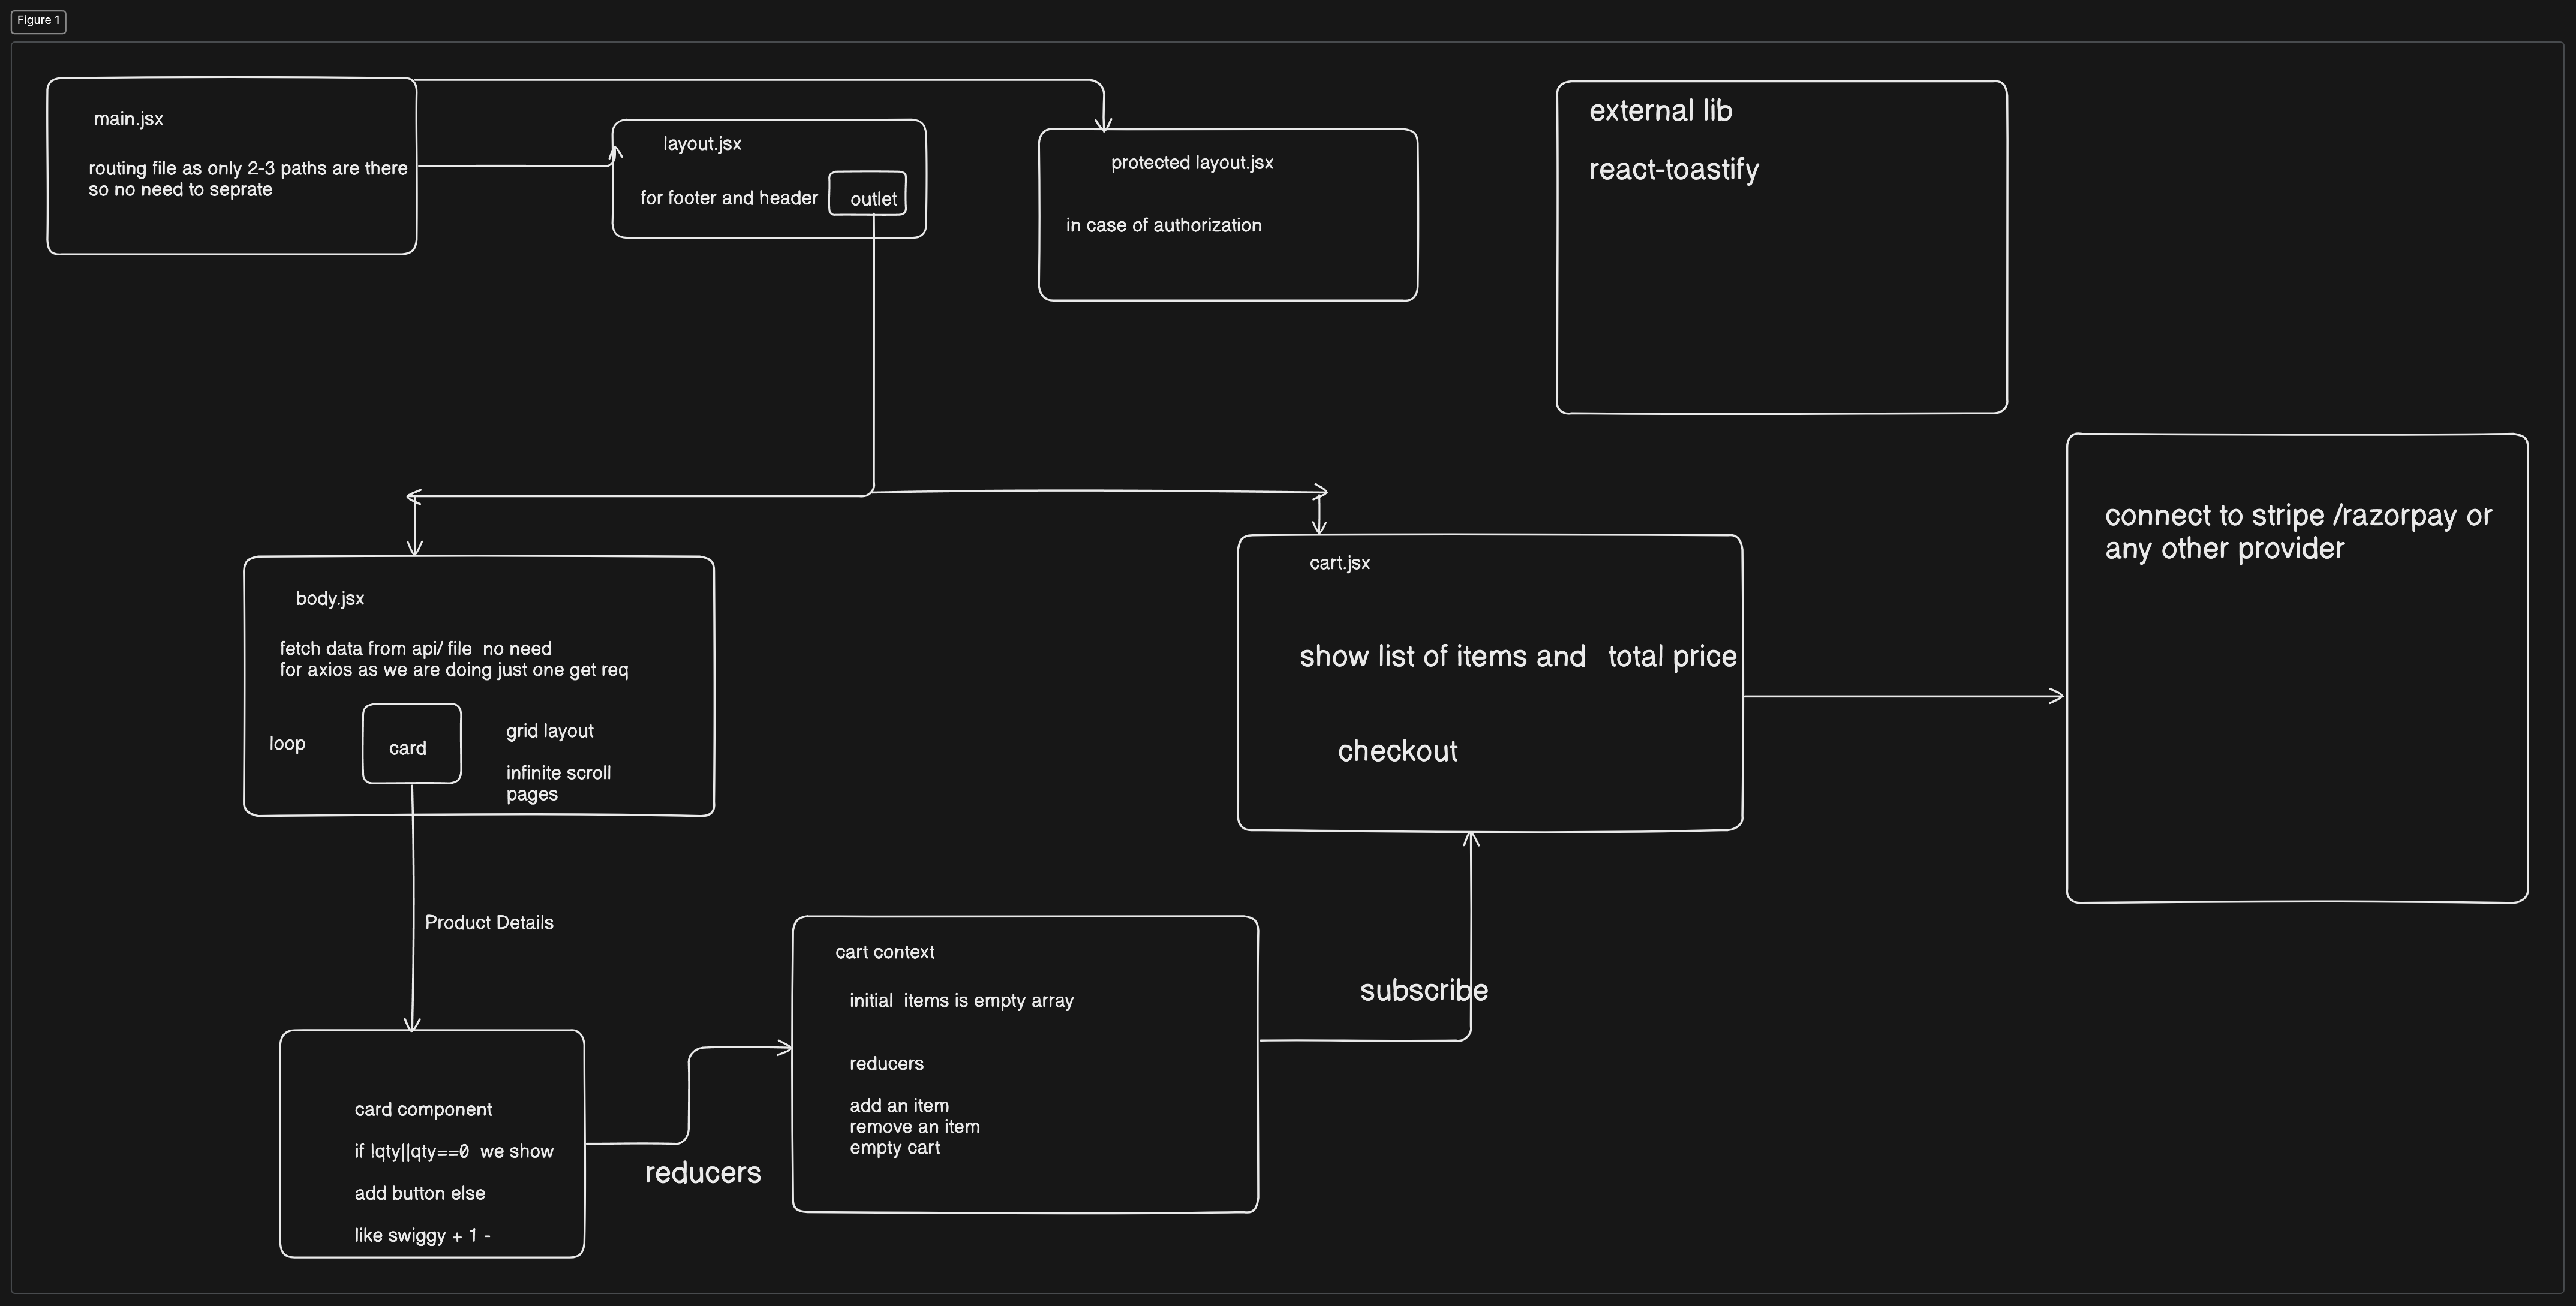 Figure 1
main.jsx
routing file as only 2-3 paths are there
so no need to seprate
layout.jsx
for footer and header
outlet
protected layout.jsx
in case of authorization
external lib
react-toastify
body.jsx
fetch data from api/ file  no need
for axios as we are doing just one get req
loop
card
grid layout
infinite scroll
pages
cart.jsx
show list of items and  total price
checkout
connect to stripe /razorpay or
any other provider
Product Details
card component
if !qty||qty==0  we show
add button else
like swiggy + 1 -
reducers
cart context
initial  items is empty array
reducers
add an item
remove an item
empty cart
subscribe